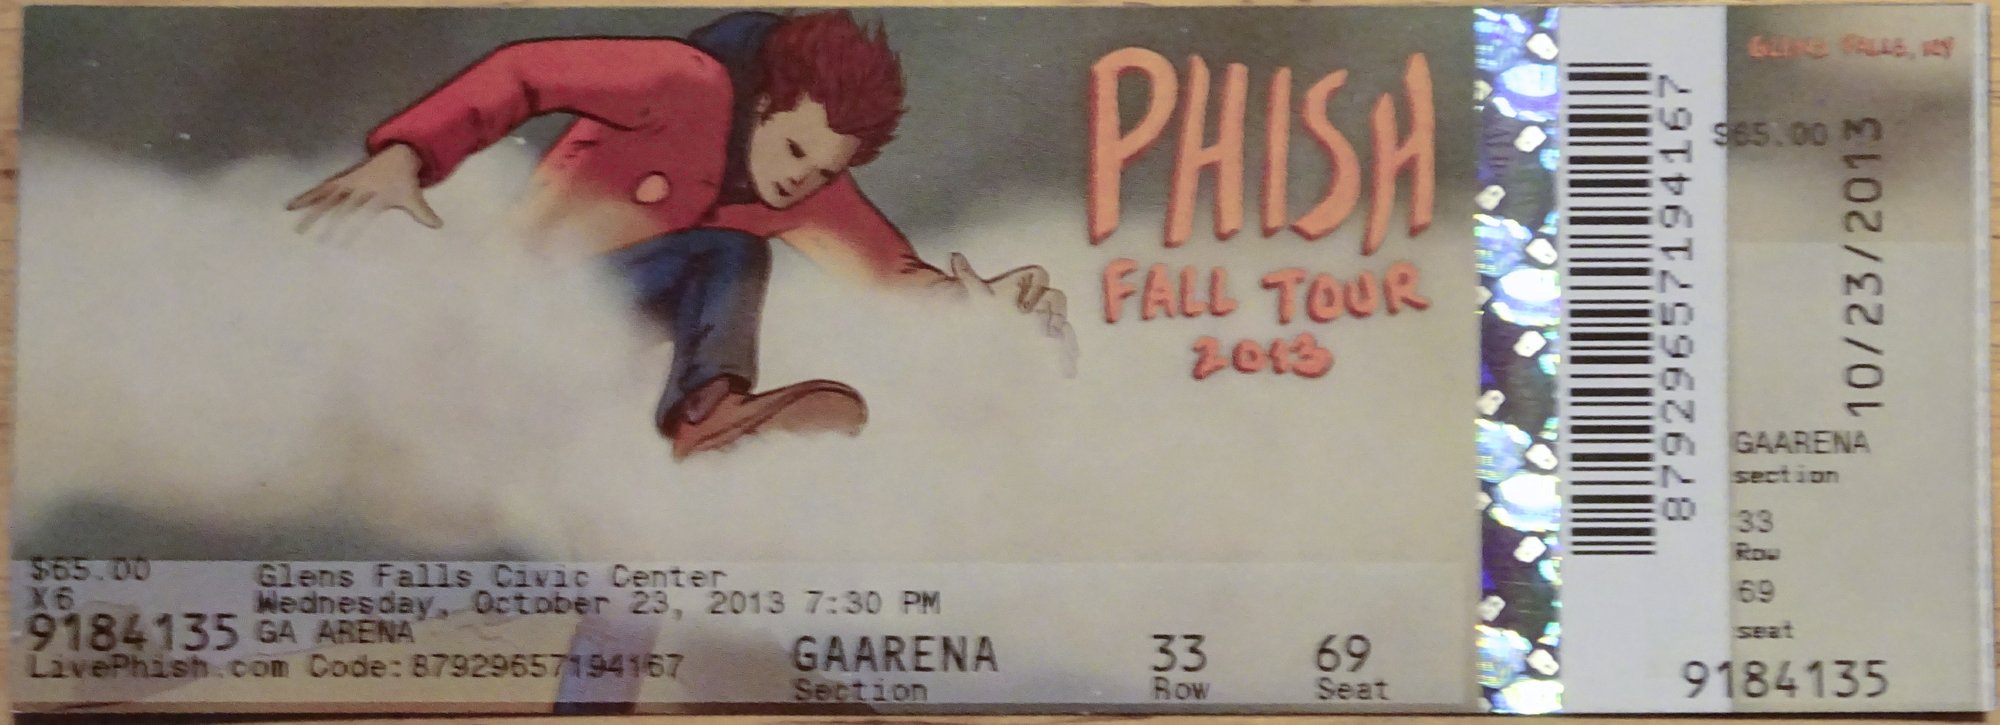 PHISH
FALL TOUR
2013
$65.00
X6
9184135
Glens Falls Civic Center
Wednesday, October 23, 2013 7:30 PM
GA ARENA
LivePhish.com Code:87929657194167
GAARENA 33 69
Section Row Seat
87929657194167
GLENS FALLS, NY
$65.00
10/23/2013
GAARENA
section
33
Row
69
seat
9184135